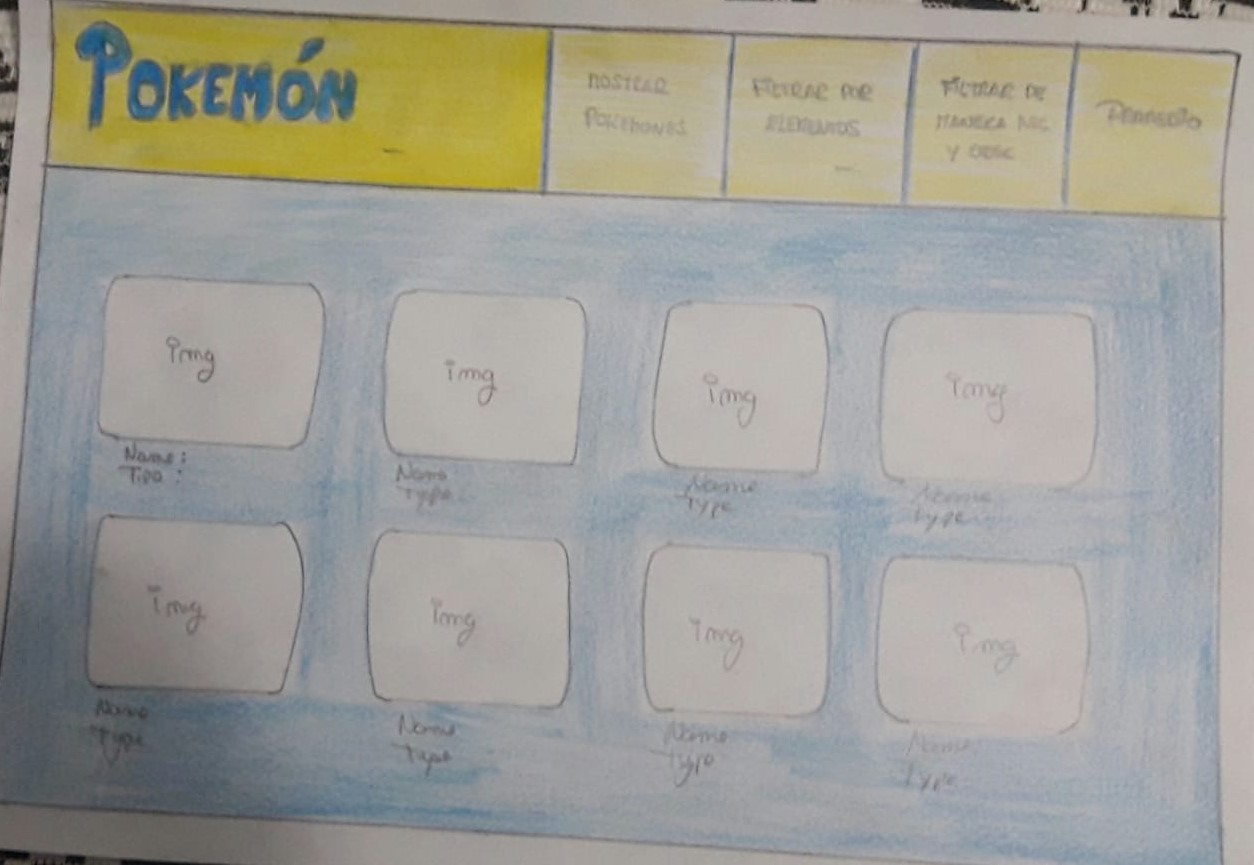 POKEMÓN
MOSTRAR
POKEMONES
FILTRAR POR
ELEMENTOS
FILTRAR DE
MANERA ASC
Y DESC
PROMEDIO
img
img
img
img
Name:
Tipo:
Name
Type
Name
Type
Name
Type
img
img
img
img
Name
Type
Name
Type
Name
Type
Name
Type